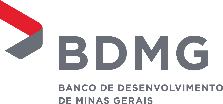 BDMG
BANCO DE DESENVOLVIMENTO
DE MINAS GERAIS